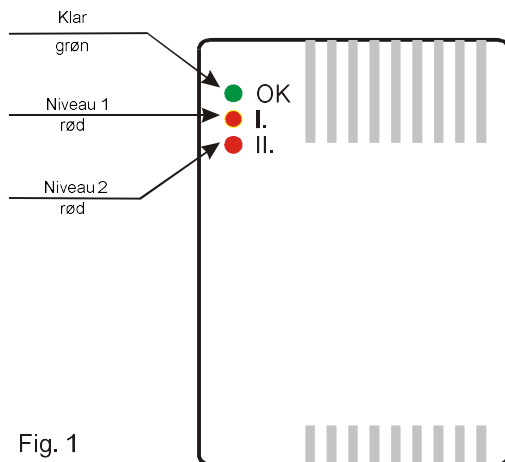 Klar
grøn
OK
Niveau 1
rød
I.
II.
Niveau 2
rød
Fig. 1